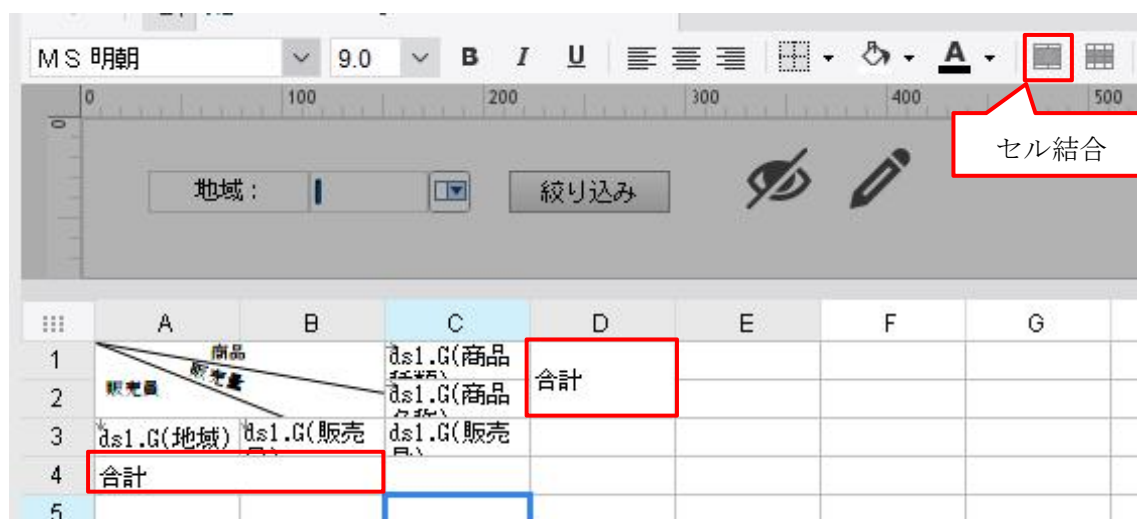 MS 明朝 9.0 B I U A
0 100 200 300 400 500
0
セル結合
地域: 絞り込み
A B C D E F G
1 商品 ds1.G(商品
販売量
合計
2 販売員 ds1.G(商品
3 ds1.G(地域) ds1.G(販売 ds1.G(販売
4 合計
5